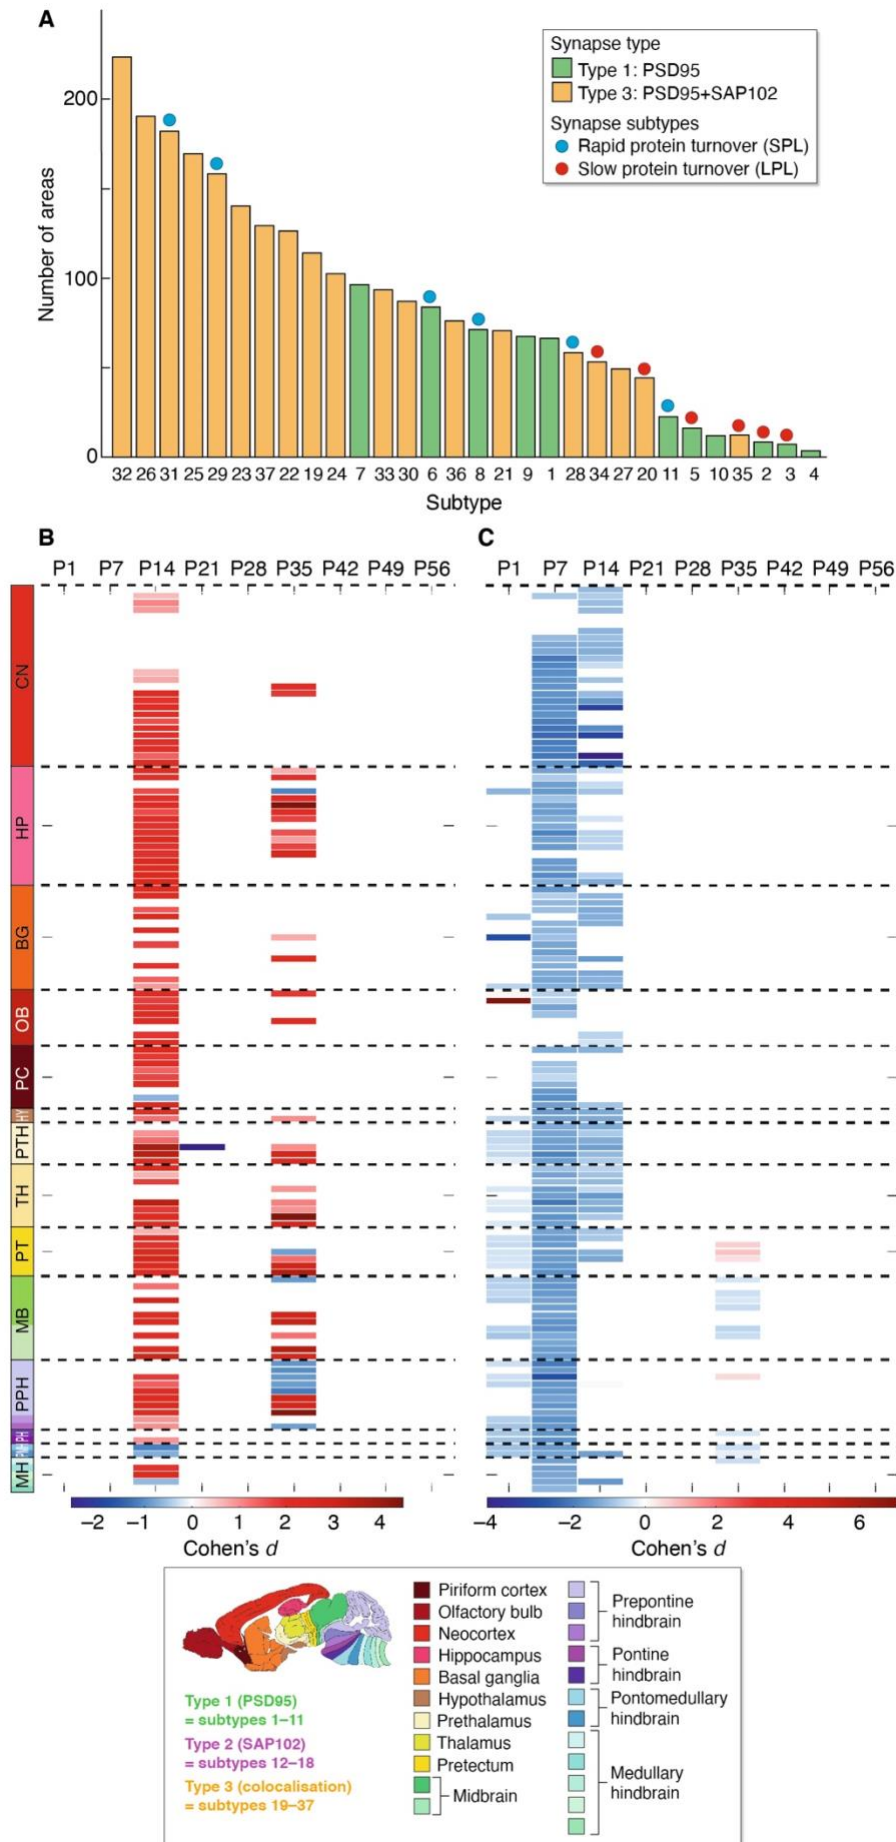 A
Number of areas
200
100
0
Synapse type
Type 1: PSD95
Type 3: PSD95+SAP102
Synapse subtypes
Rapid protein turnover (SPL)
Slow protein turnover (LPL)
32 26 31 25 29 23 37 22 19 24 7 33 30 6 36 8 21 9 1 28 34 27 20 11 5 10 35 2 3 4
Subtype
B
P1 P7 P14 P21 P28 P35 P42 P49 P56
C
P1 P7 P14 P21 P28 P35 P42 P49 P56
CN
HP
BG
OB
PC
HY
PTH
TH
PT
MB
PPH
PH
MH
−2 −1 0 1 2 3 4
Cohen's d
−4 −2 0 2 4 6
Cohen's d
Type 1 (PSD95)
= subtypes 1–11
Type 2 (SAP102)
= subtypes 12–18
Type 3 (colocalisation)
= subtypes 19–37
Piriform cortex
Olfactory bulb
Neocortex
Hippocampus
Basal ganglia
Hypothalamus
Prethalamus
Thalamus
Pretectum
Midbrain
Prepontine
hindbrain
Pontine
hindbrain
Pontomedullary
hindbrain
Medullary
hindbrain